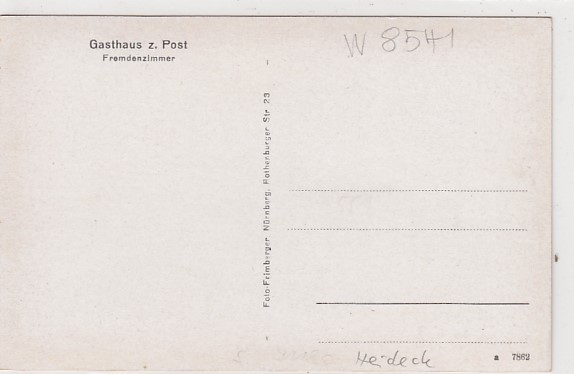 Gasthaus z. Post
Fremdenzimmer
W 8541
Foto-Frimberger, Nürnberg, Rothenburger Str. 23
Heideck
a 7862